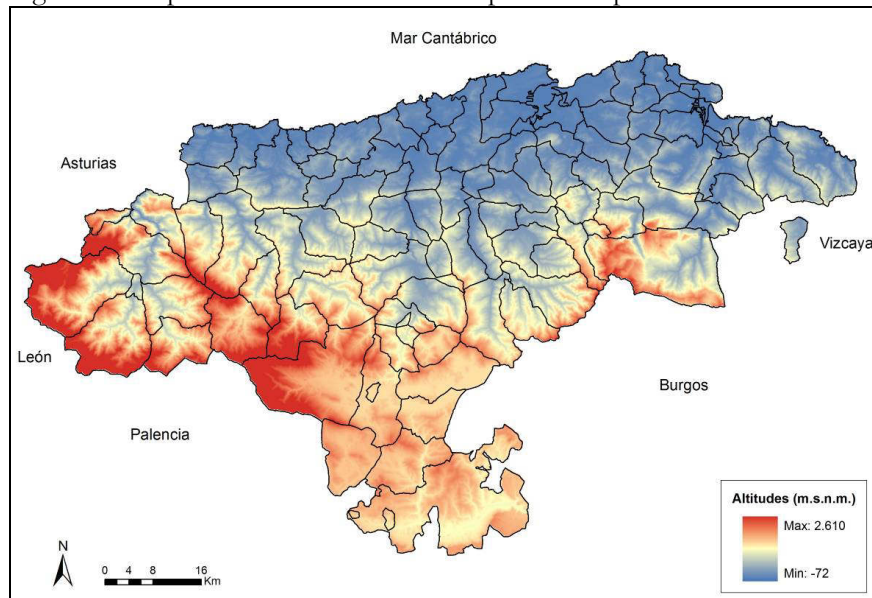 Mar Cantábrico
Asturias
Vizcaya
León
Burgos
Palencia
Altitudes (m.s.n.m.)
Max: 2.610
Min: -72
N
0 4 8 16
Km